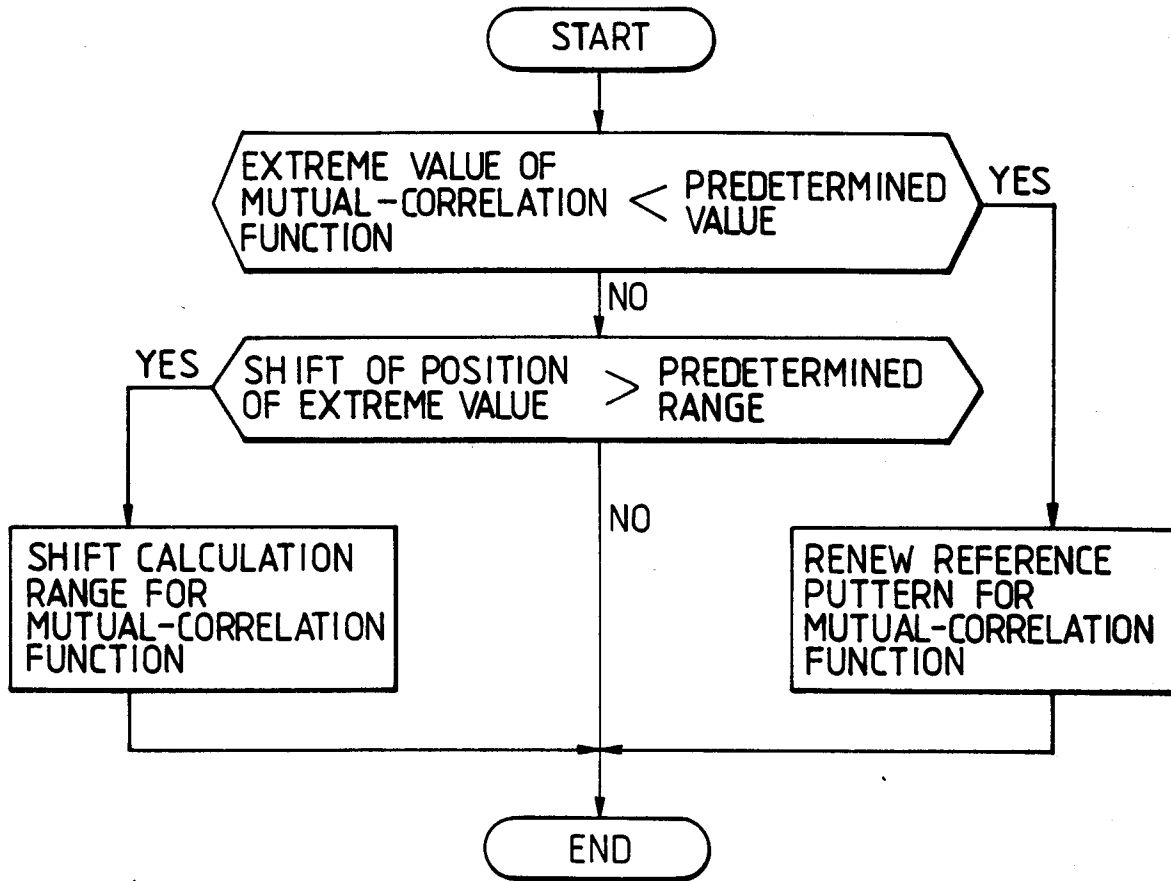 START
EXTREME VALUE OF
MUTUAL-CORRELATION
FUNCTION
<
PREDETERMINED
VALUE
YES
NO
YES
SHIFT OF POSITION
OF EXTREME VALUE
>
PREDETERMINED
RANGE
NO
SHIFT CALCULATION
RANGE FOR
MUTUAL-CORRELATION
FUNCTION
RENEW REFERENCE
PUTTERN FOR
MUTUAL-CORRELATION
FUNCTION
END